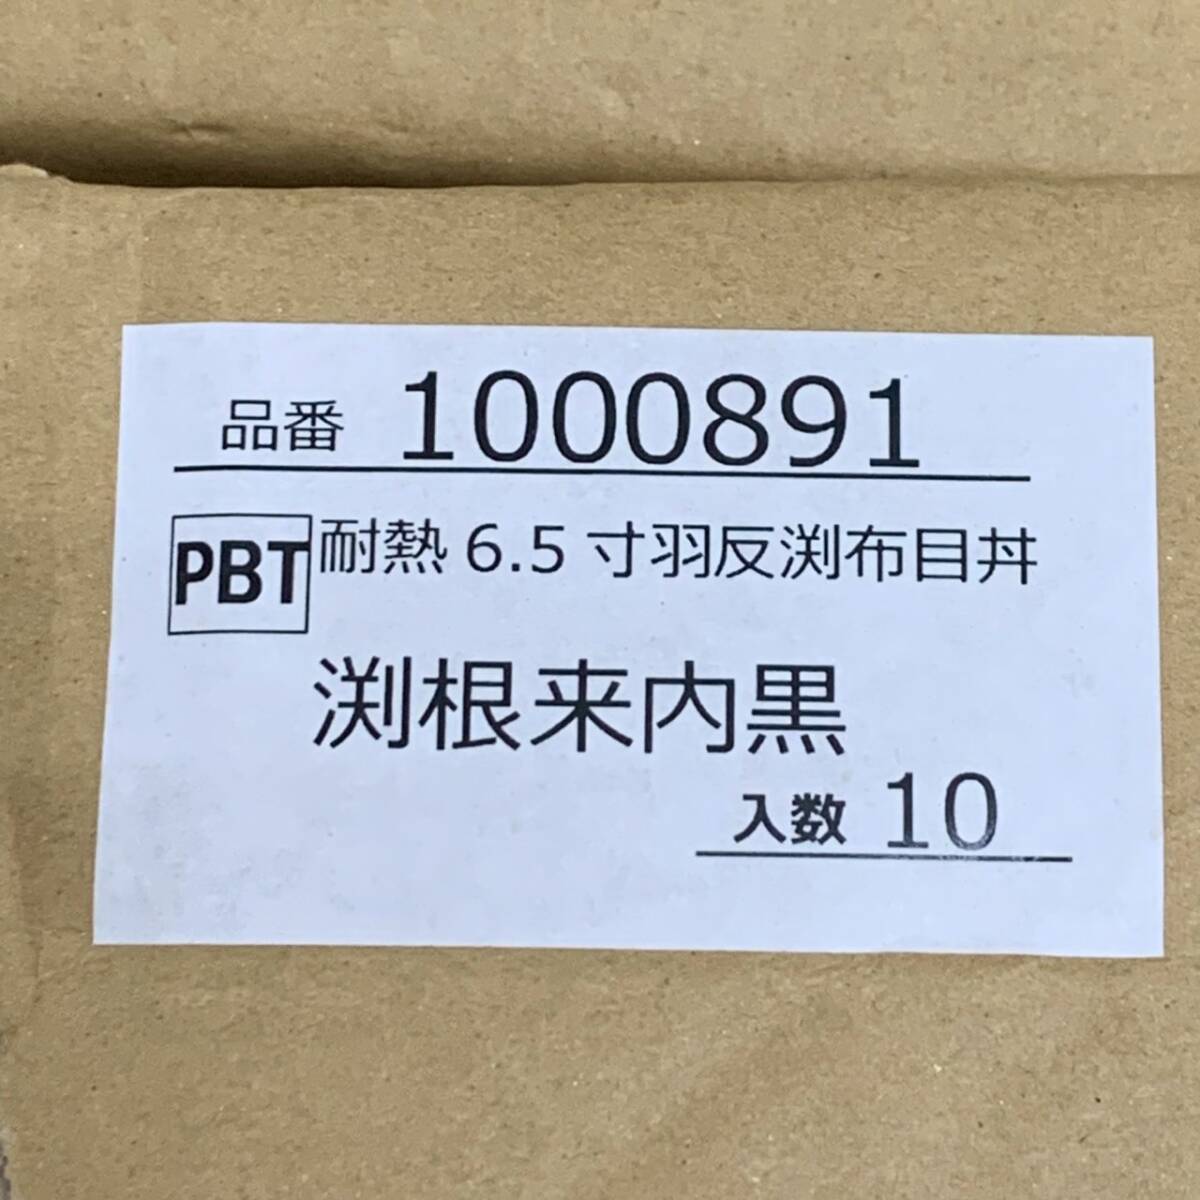 品番 1000891
PBT 耐熱 6.5 寸羽反渕布目丼
渕根来内黒
入数 10